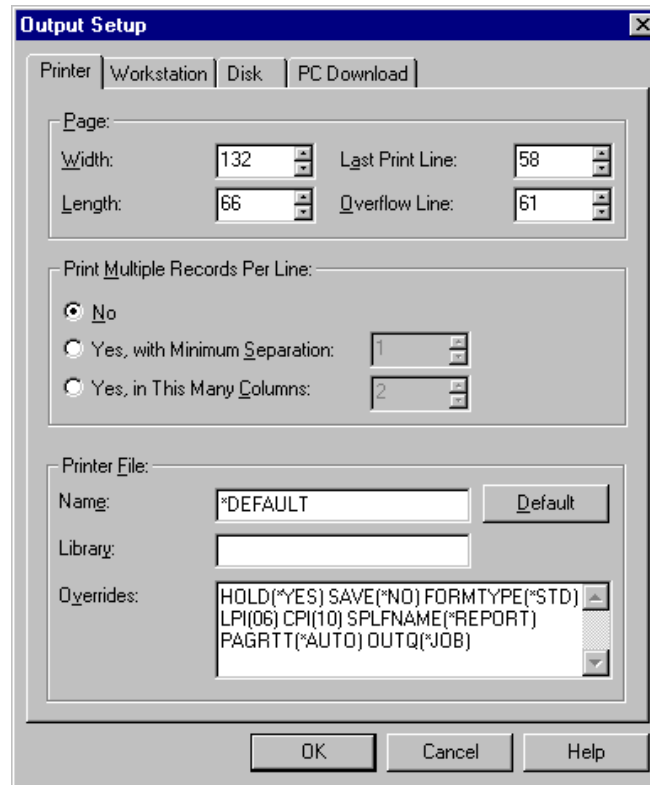 Output Setup
Printer Workstation Disk PC Download
Page:
Width: 132 Last Print Line: 58
Length: 66 Overflow Line: 61
Print Multiple Records Per Line:
No
Yes, with Minimum Separation: 1
Yes, in This Many Columns: 2
Printer File:
Name: *DEFAULT Default
Library:
Overrides: HOLD(*YES) SAVE(*NO) FORMTYPE(*STD)
LPI(06) CPI(10) SPLFNAME(*REPORT)
PAGRTT(*AUTO) OUTQ(*JOB)
OK Cancel Help